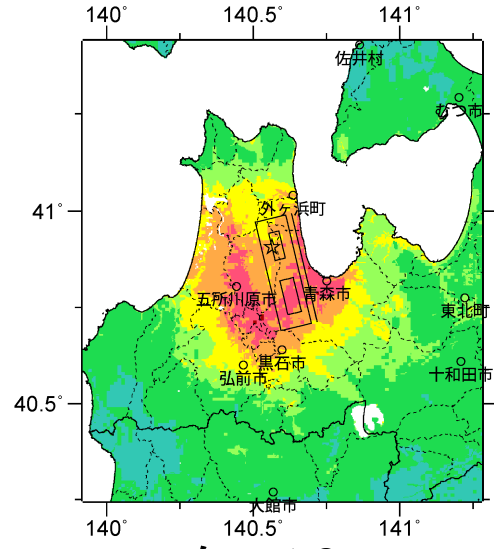 140° 140.5° 141°
佐井村
むつ市
41°
外ヶ浜町
五所川原市
青森市
東北町
黒石市
弘前市
十和田市
40.5°
大館市
140° 140.5° 141°